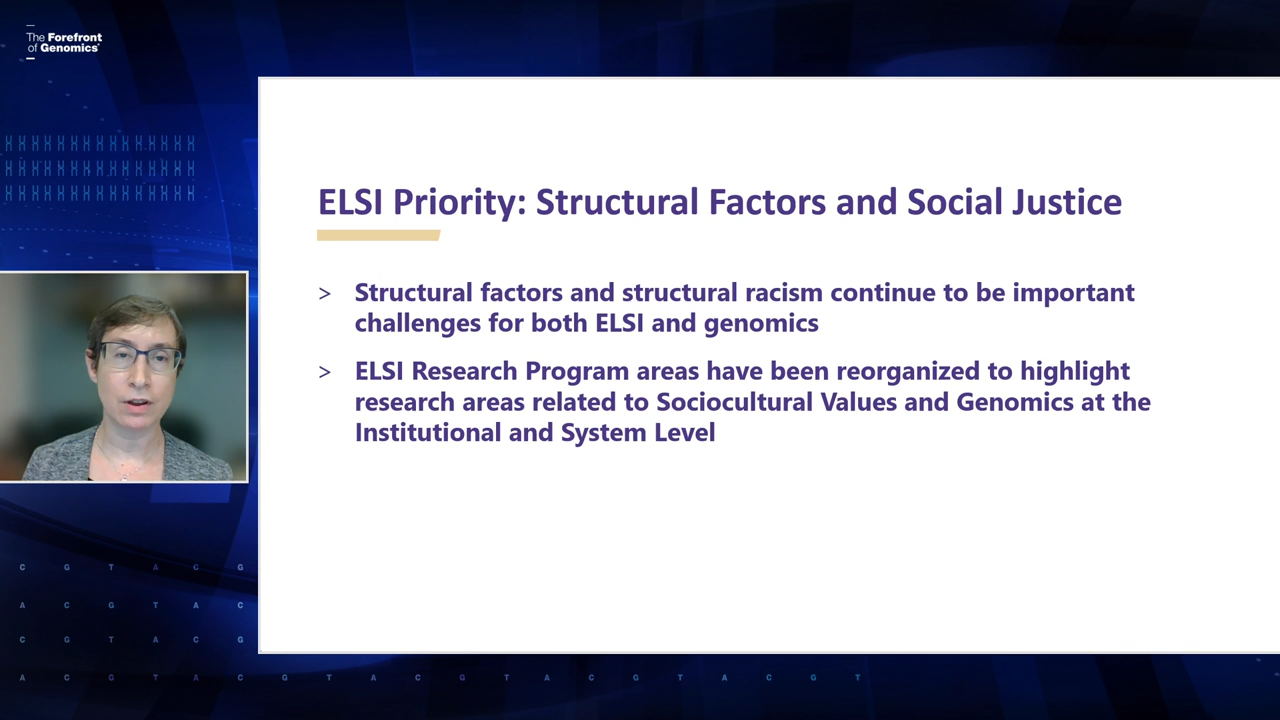 The Forefront
of Genomics®
ELSI Priority: Structural Factors and Social Justice
> Structural factors and structural racism continue to be important
challenges for both ELSI and genomics
> ELSI Research Program areas have been reorganized to highlight
research areas related to Sociocultural Values and Genomics at the
Institutional and System Level
C G T A C G
A C G T A C
C G T A C G
A C G T A C G T A C G T A C G T A C G T